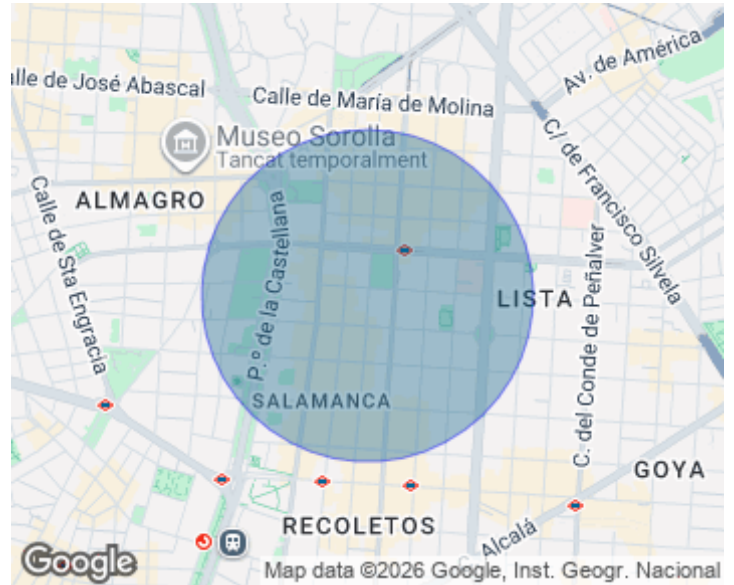 Av. de América
alle de José Abascal
Calle de María de Molina
Museo Sorolla
Tancat temporalment
C/ de Francisco Silvela
ALMAGRO
Calle de Sta Engracia
P.º de la Castellana
C. del Conde de Peñalver
LISTA
SALAMANCA
GOYA
RECOLETOS
C. Alcalá
Google
Map data ©2026 Google, Inst. Geogr. Nacional